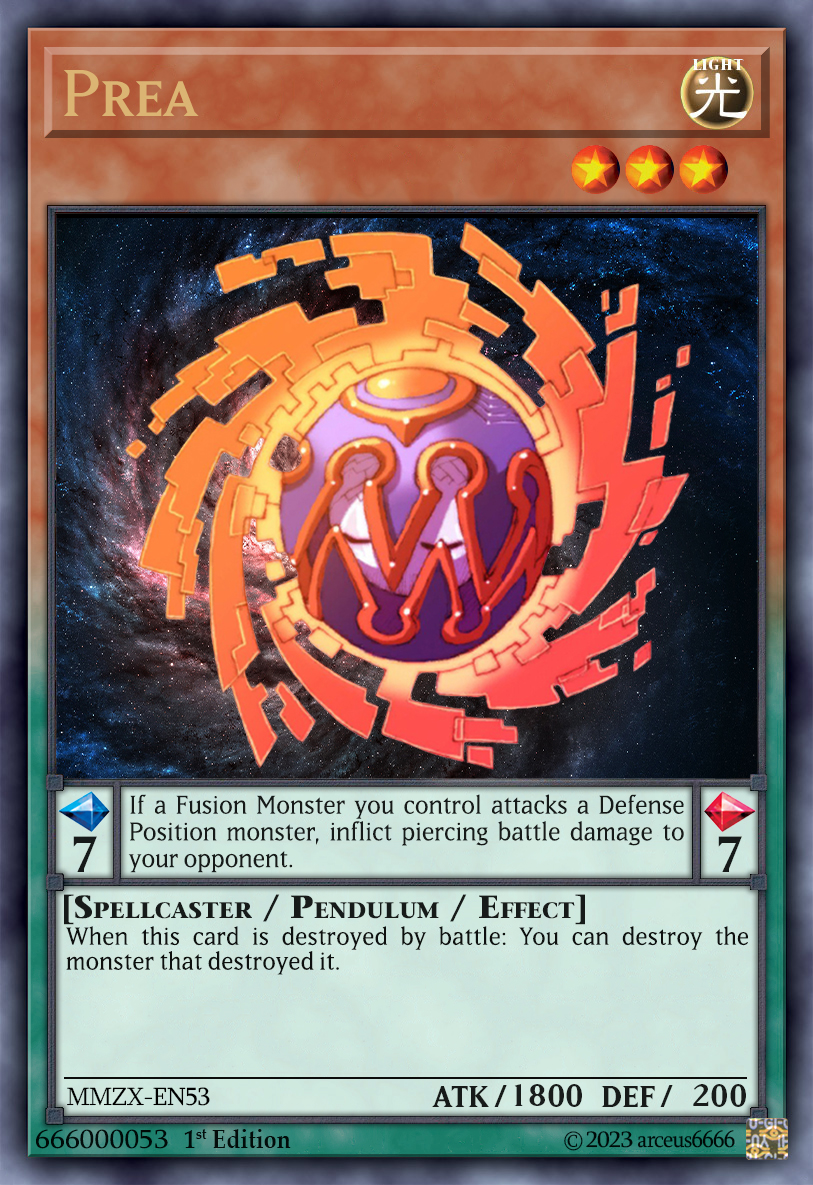 Prea
LIGHT
光
7
If a Fusion Monster you control attacks a Defense
Position monster, inflict piercing battle damage to
your opponent.
7
[Spellcaster / Pendulum / Effect]
When this card is destroyed by battle: You can destroy the
monster that destroyed it.
MMZX-EN53 ATK/1800 DEF/ 200
666000053 1st Edition ©2023 arceus6666